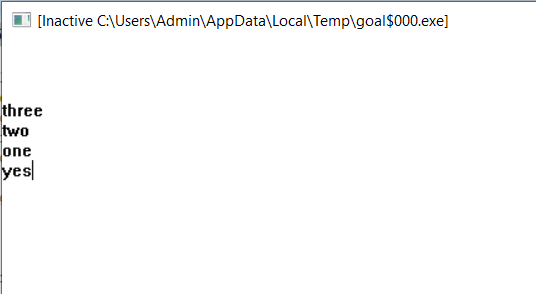 [Inactive C:\Users\Admin\AppData\Local\Temp\goal$000.exe]
three
two
one
yes